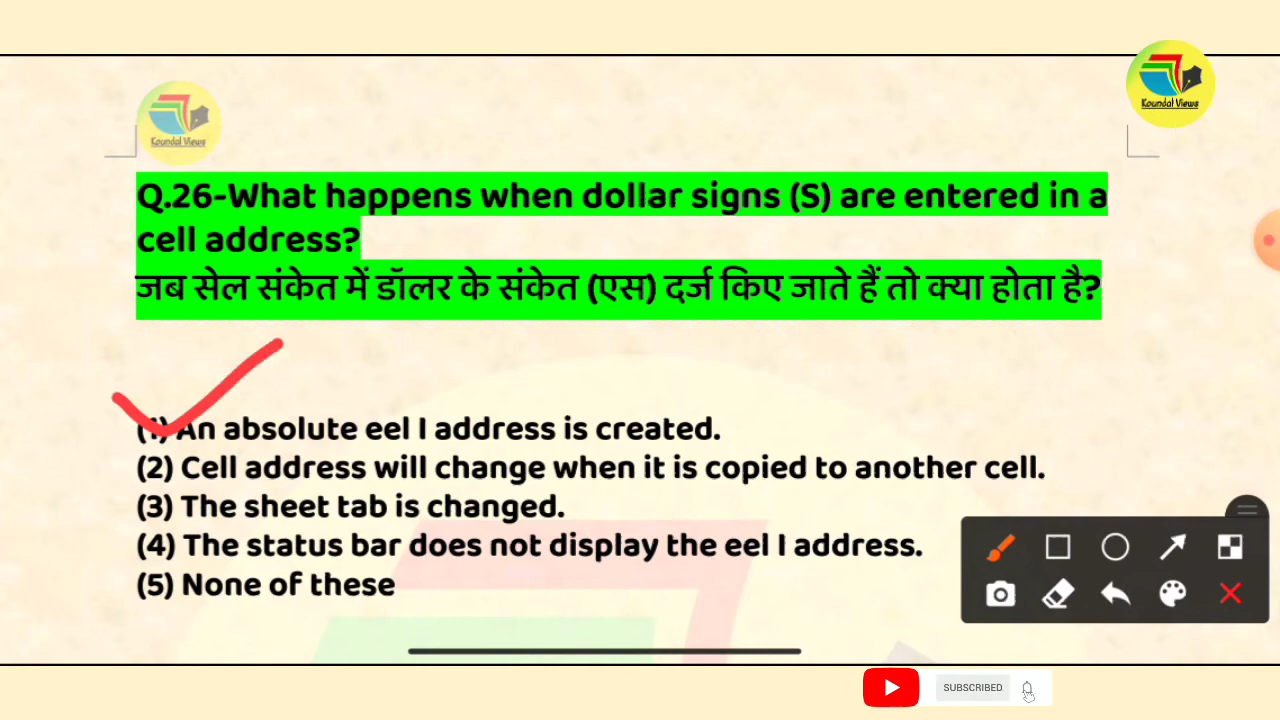 Koundal Views
Koundal Views
Q.26-What happens when dollar signs (S) are entered in a
cell address?
जब सेल संकेत में डॉलर के संकेत (एस) दर्ज किए जाते हैं तो क्या होता है?
(1) An absolute eel I address is created.
(2) Cell address will change when it is copied to another cell.
(3) The sheet tab is changed.
(4) The status bar does not display the eel I address.
(5) None of these
SUBSCRIBED